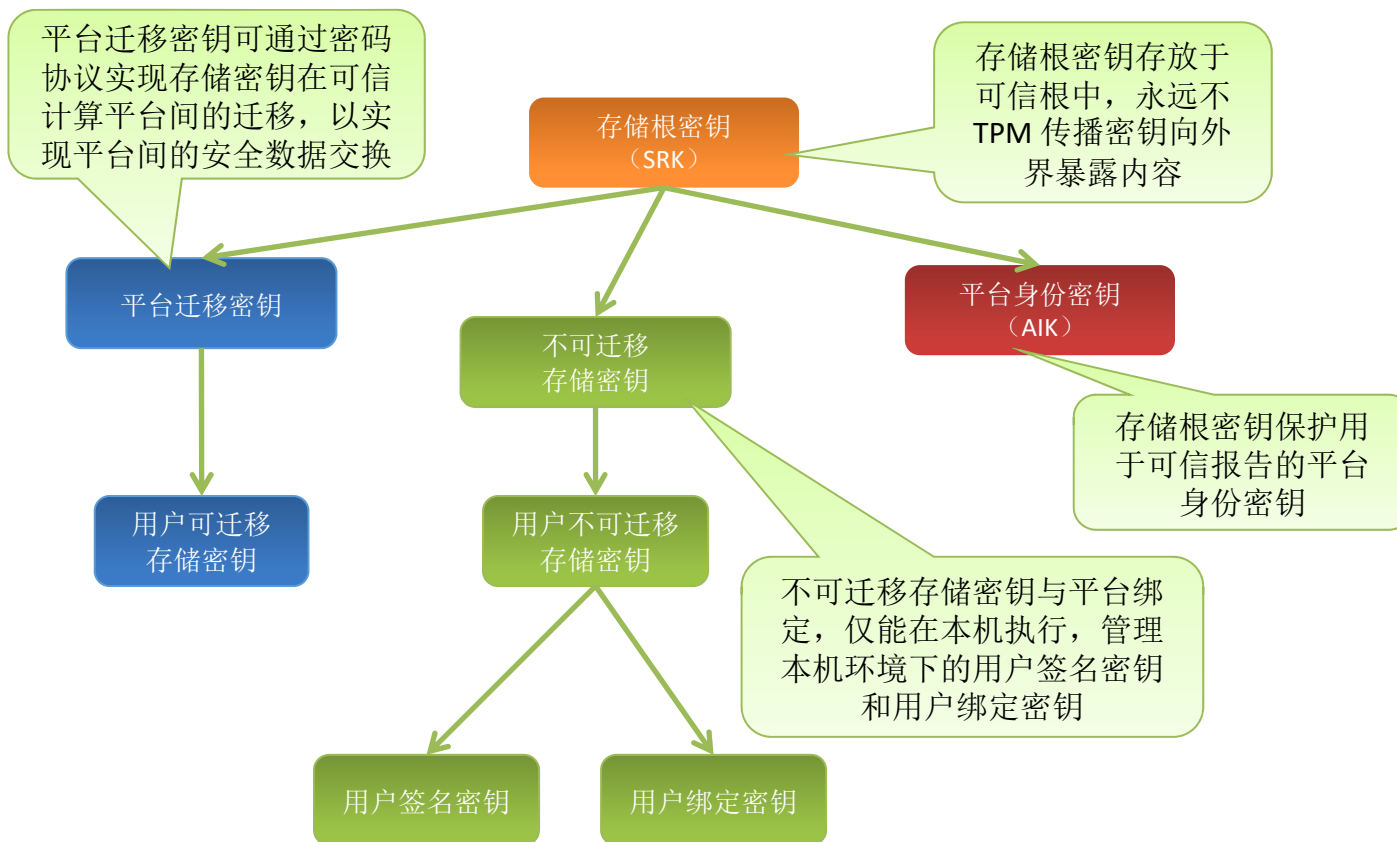 平台迁移密钥可通过密码
协议实现存储密钥在可信
计算平台间的迁移，以实
现平台间的安全数据交换
存储根密钥
（SRK）
存储根密钥存放于
可信根中，永远不
TPM 传播密钥向外
界暴露内容
平台迁移密钥
不可迁移
存储密钥
平台身份密钥
（AIK）
存储根密钥保护用
于可信报告的平台
身份密钥
用户可迁移
存储密钥
用户不可迁移
存储密钥
不可迁移存储密钥与平台绑
定，仅能在本机执行，管理
本机环境下的用户签名密钥
和用户绑定密钥
用户签名密钥
用户绑定密钥